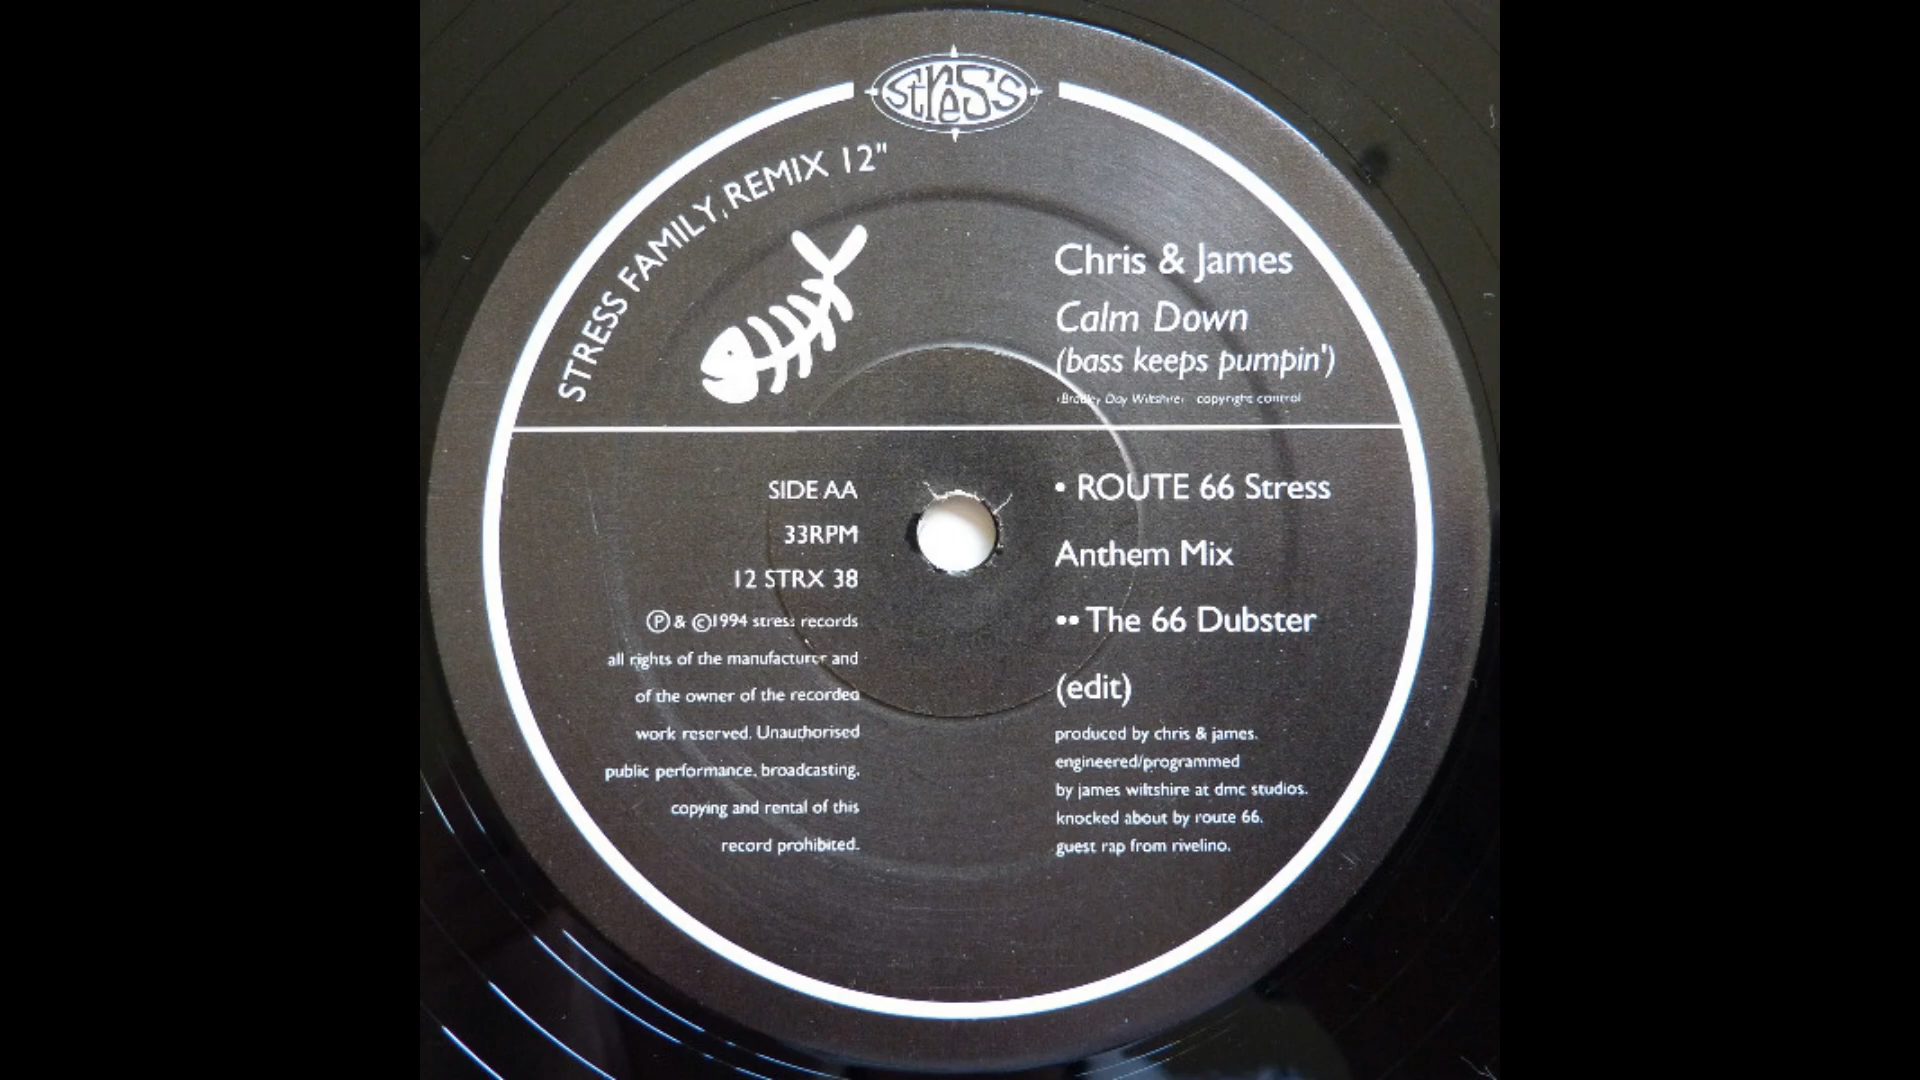 stress
STRESS FAMILY, REMIX 12"
Chris & James
Calm Down
(bass keeps pumpin')
(Bradley Day Wiltshire) copyright control
SIDE AA
33RPM
12 STRX 38
℗ & ©1994 stress records
all rights of the manufacturer and
of the owner of the recorded
work reserved. Unauthorised
public performance, broadcasting,
copying and rental of this
record prohibited.
• ROUTE 66 Stress
Anthem Mix
•• The 66 Dubster
(edit)
produced by chris & james.
engineered/programmed
by james wiltshire at dmc studios.
knocked about by route 66.
guest rap from rivelino.